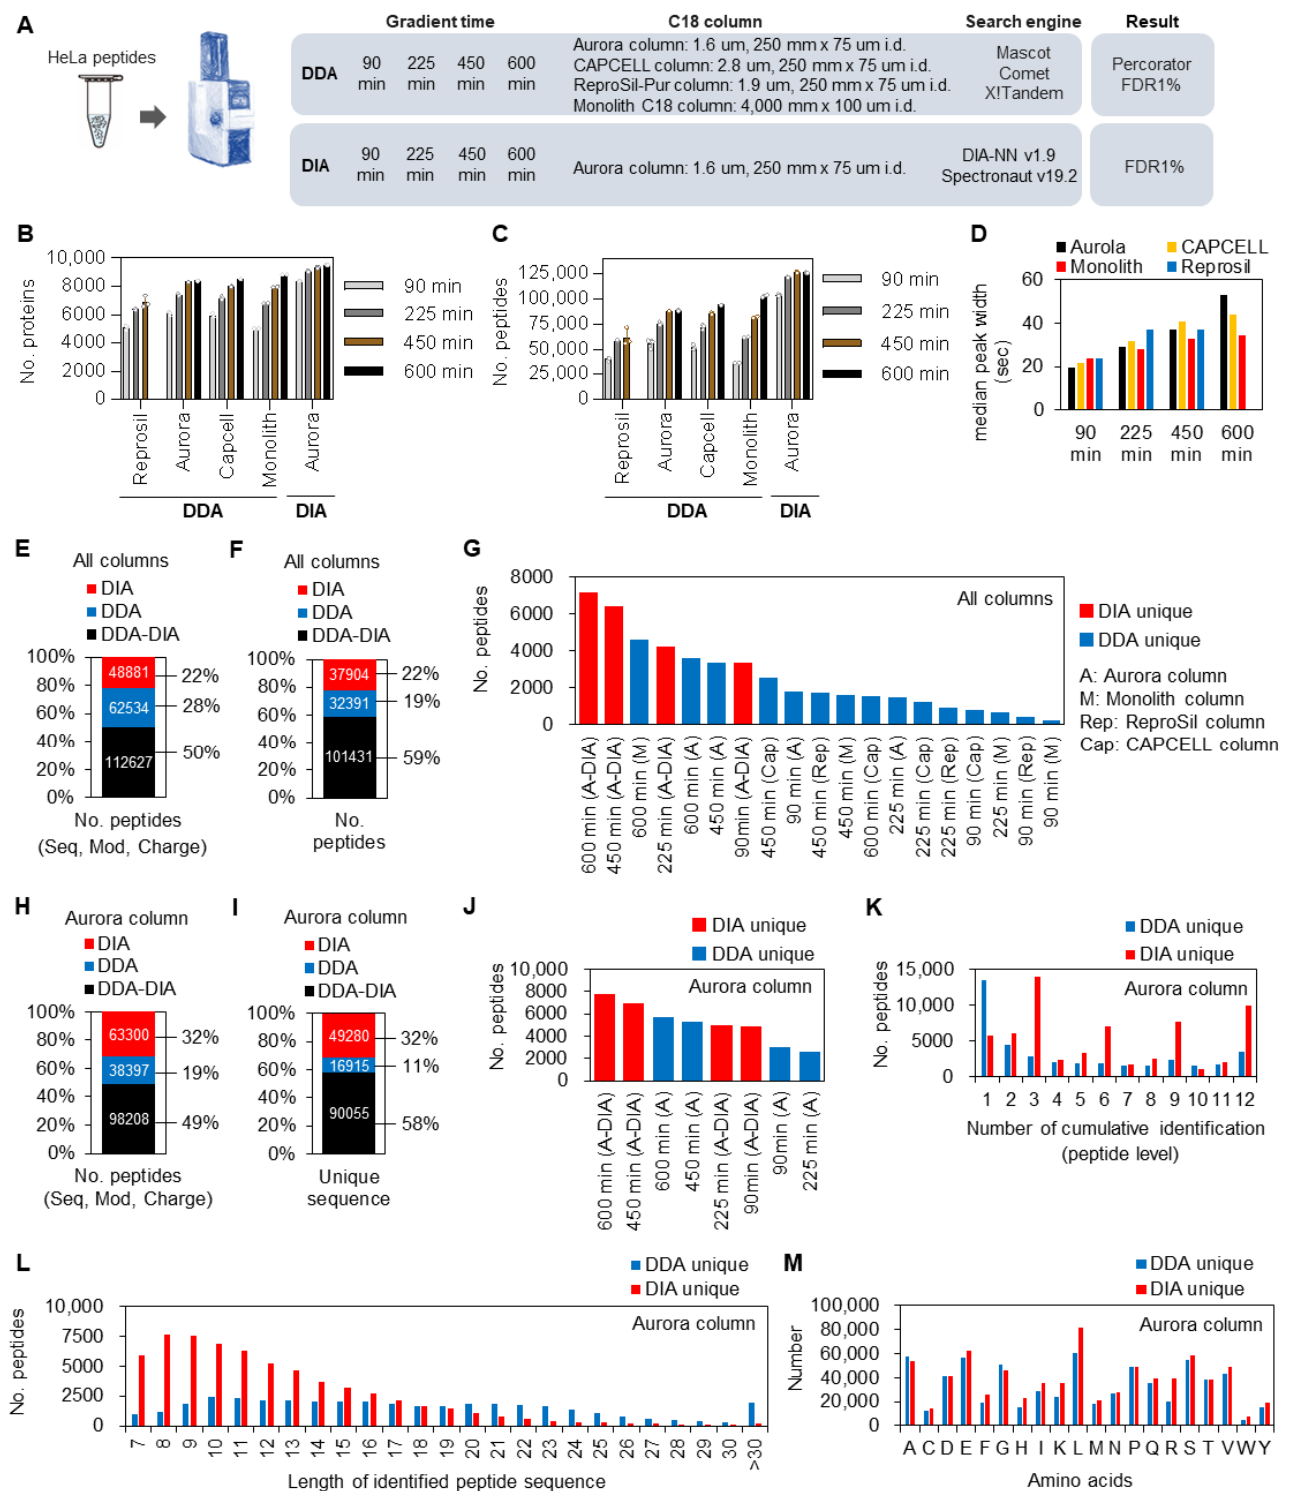 A
HeLa peptides
Gradient time
C18 column
Search engine
Result
DDA
90 min
225 min
450 min
600 min
Aurora column: 1.6 um, 250 mm x 75 um i.d.
CAPCELL column: 2.8 um, 250 mm x 75 um i.d.
ReproSil-Pur column: 1.9 um, 250 mm x 75 um i.d.
Monolith C18 column: 4,000 mm x 100 um i.d.
Mascot
Comet
X!Tandem
Percorator
FDR1%
DIA
90 min
225 min
450 min
600 min
Aurora column: 1.6 um, 250 mm x 75 um i.d.
DIA-NN v1.9
Spectronaut v19.2
FDR1%
B
No. proteins
10,000
8000
6000
4000
2000
0
90 min
225 min
450 min
600 min
Reprosil
Aurora
Capcell
Monolith
Aurora
DDA
DIA
C
No. peptides
125,000
100,000
75,000
50,000
25,000
0
90 min
225 min
450 min
600 min
Reprosil
Aurora
Capcell
Monolith
Aurora
DDA
DIA
D
Aurola
CAPCELL
Monolith
Reprosil
median peak width
(sec)
60
40
20
0
90 225 450 600
min min min min
E
All columns
DIA
DDA
DDA-DIA
100%
80%
60%
40%
20%
0%
48881
22%
62534
28%
112627
50%
No. peptides
(Seq, Mod, Charge)
F
All columns
DIA
DDA
DDA-DIA
100%
80%
60%
40%
20%
0%
37904
22%
32391
19%
101431
59%
No.
peptides
G
No. peptides
8000
6000
4000
2000
0
All columns
DIA unique
DDA unique
A: Aurora column
M: Monolith column
Rep: ReproSil column
Cap: CAPCELL column
600 min (A-DIA)
450 min (A-DIA)
600 min (M)
225 min (A-DIA)
600 min (A)
450 min (A)
90min (A-DIA)
450 min (Cap)
90 min (A)
450 min (Rep)
450 min (M)
600 min (Cap)
225 min (A)
225 min (Cap)
225 min (Rep)
90 min (Cap)
225 min (M)
90 min (Rep)
90 min (M)
H
Aurora column
DIA
DDA
DDA-DIA
100%
80%
60%
40%
20%
0%
63300
32%
38397
19%
98208
49%
No. peptides
(Seq, Mod, Charge)
I
Aurora column
DIA
DDA
DDA-DIA
100%
80%
60%
40%
20%
0%
49280
32%
16915
11%
90055
58%
Unique
sequence
J
DIA unique
DDA unique
No. peptides
10,000
8000
6000
4000
2000
0
Aurora column
600 min (A-DIA)
450 min (A-DIA)
600 min (A)
450 min (A)
225 min (A-DIA)
90min (A-DIA)
90min (A)
225 min (A)
K
DDA unique
DIA unique
No. peptides
15,000
10,000
5,000
0
Aurora column
1 2 3 4 5 6 7 8 9 10 11 12
Number of cumulative identification
(peptide level)
L
DDA unique
DIA unique
No. peptides
10,000
7500
5000
2500
0
Aurora column
7 8 9 10 11 12 13 14 15 16 17 18 19 20 21 22 23 24 25 26 27 28 29 30 >30
Length of identified peptide sequence
M
DDA unique
DIA unique
Number
100,000
80,000
60,000
40,000
20,000
0
Aurora column
A C D E F G H I K L M N P Q R S T V W Y
Amino acids